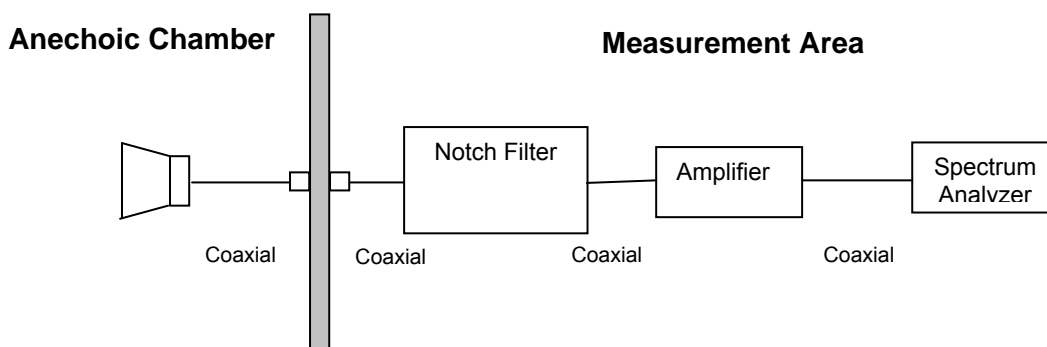 Anechoic Chamber
Measurement Area
Notch Filter
Amplifier
Spectrum
Analyzer
Coaxial
Coaxial
Coaxial
Coaxial